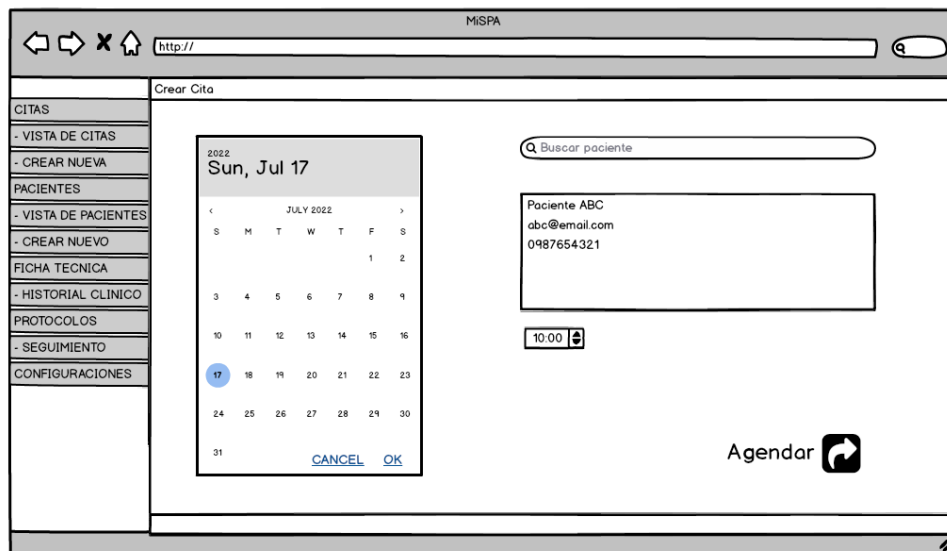 MiSPA
http://
Crear Cita
CITAS
- VISTA DE CITAS
- CREAR NUEVA
PACIENTES
- VISTA DE PACIENTES
- CREAR NUEVO
FICHA TECNICA
- HISTORIAL CLINICO
PROTOCOLOS
- SEGUIMIENTO
CONFIGURACIONES
2022
Sun, Jul 17
‹ JULY 2022 ›
S M T W T F S
1 2
3 4 5 6 7 8 9
10 11 12 13 14 15 16
17 18 19 20 21 22 23
24 25 26 27 28 29 30
31
CANCEL OK
Buscar paciente
Paciente ABC
abc@email.com
0987654321
10:00
Agendar